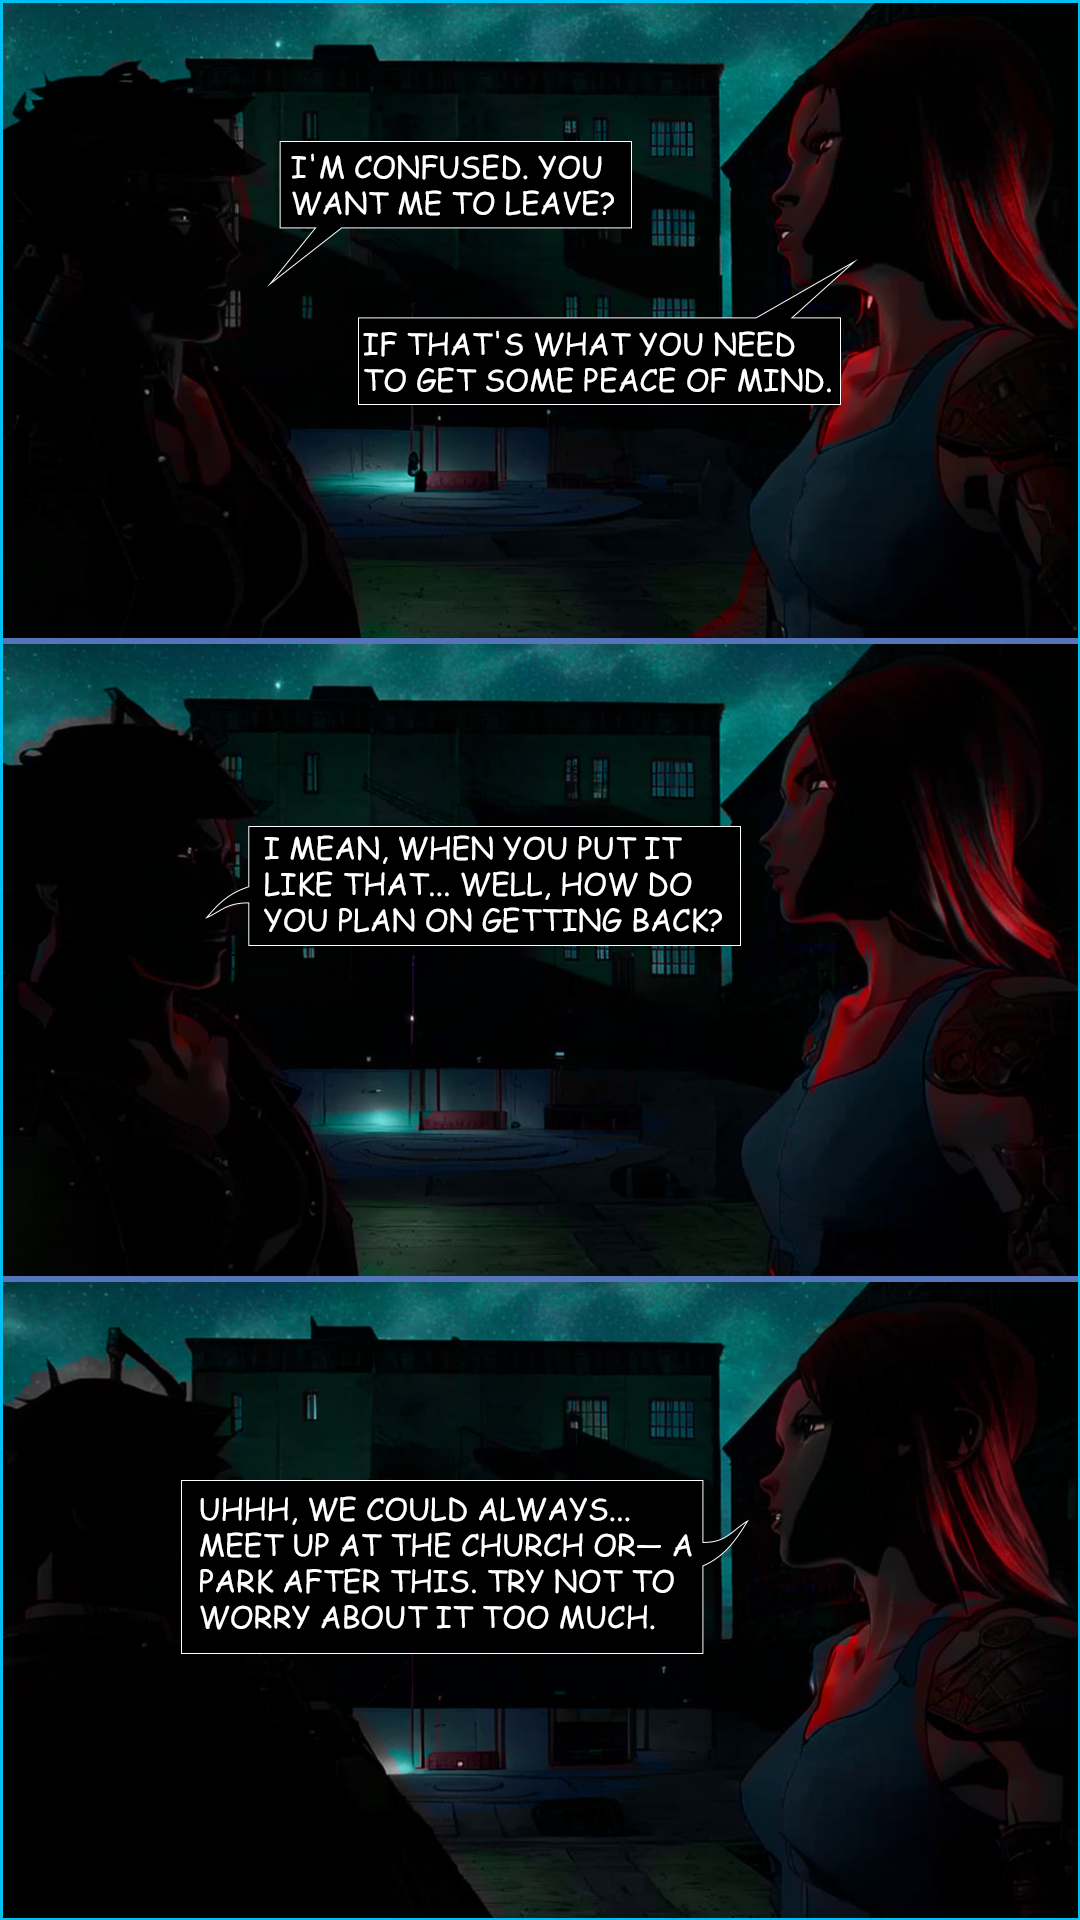 I'M CONFUSED. YOU
WANT ME TO LEAVE?
IF THAT'S WHAT YOU NEED
TO GET SOME PEACE OF MIND.
I MEAN, WHEN YOU PUT IT
LIKE THAT... WELL, HOW DO
YOU PLAN ON GETTING BACK?
UHHH, WE COULD ALWAYS...
MEET UP AT THE CHURCH OR— A
PARK AFTER THIS. TRY NOT TO
WORRY ABOUT IT TOO MUCH.